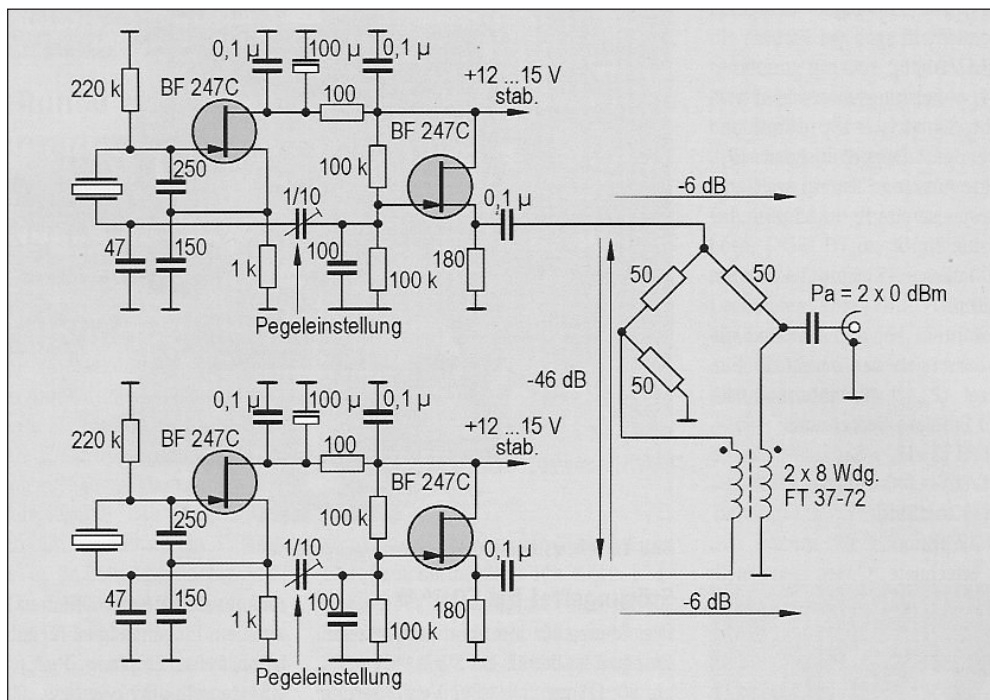 0,1 µ
100 µ
0,1 µ
220 k
BF 247C
100
+12 ...15 V
stab.
BF 247C
250
100 k
1/10
0,1 µ
-6 dB
47
150
1 k
100
100 k
180
50
50
Pa = 2 x 0 dBm
Pegeleinstellung
-46 dB
50
0,1 µ
100 µ
0,1 µ
220 k
BF 247C
100
+12 ...15 V
stab.
BF 247C
2 x 8 Wdg.
FT 37-72
250
100 k
1/10
0,1 µ
47
150
1 k
100
100 k
180
-6 dB
Pegeleinstellung